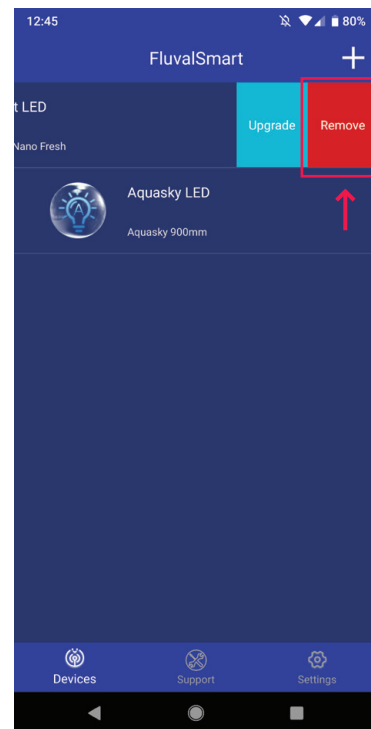 12:45
80%
FluvalSmart
t LED
Nano Fresh
Upgrade
Remove
A
Aquasky LED
Aquasky 900mm
Devices
Support
Settings